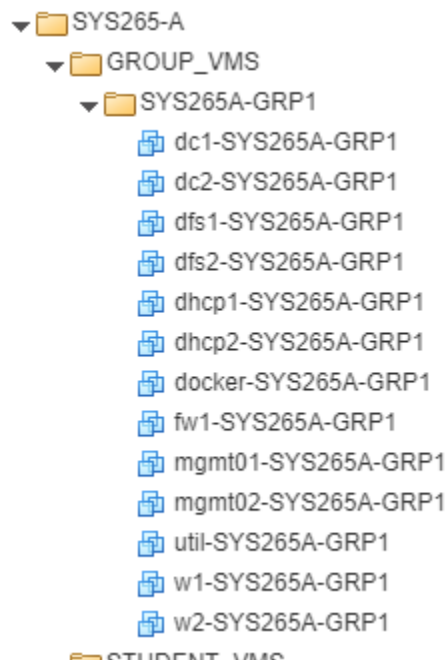 SYS265-A
GROUP_VMS
SYS265A-GRP1
dc1-SYS265A-GRP1
dc2-SYS265A-GRP1
dfs1-SYS265A-GRP1
dfs2-SYS265A-GRP1
dhcp1-SYS265A-GRP1
dhcp2-SYS265A-GRP1
docker-SYS265A-GRP1
fw1-SYS265A-GRP1
mgmt01-SYS265A-GRP1
mgmt02-SYS265A-GRP1
util-SYS265A-GRP1
w1-SYS265A-GRP1
w2-SYS265A-GRP1
STUDENT_VMS